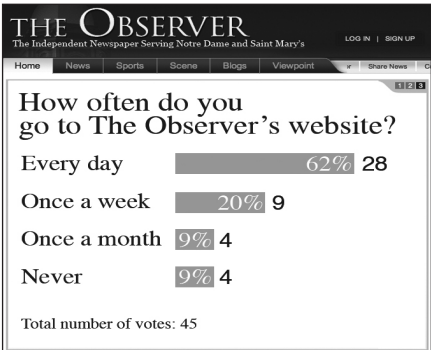 THE OBSERVER
The Independent Newspaper Serving Notre Dame and Saint Mary's
LOG IN | SIGN UP
Home News Sports Scene Blogs Viewpoint Share News
1 2 3
How often do you
go to The Observer's website?
Every day 62% 28
Once a week 20% 9
Once a month 9% 4
Never 9% 4
Total number of votes: 45